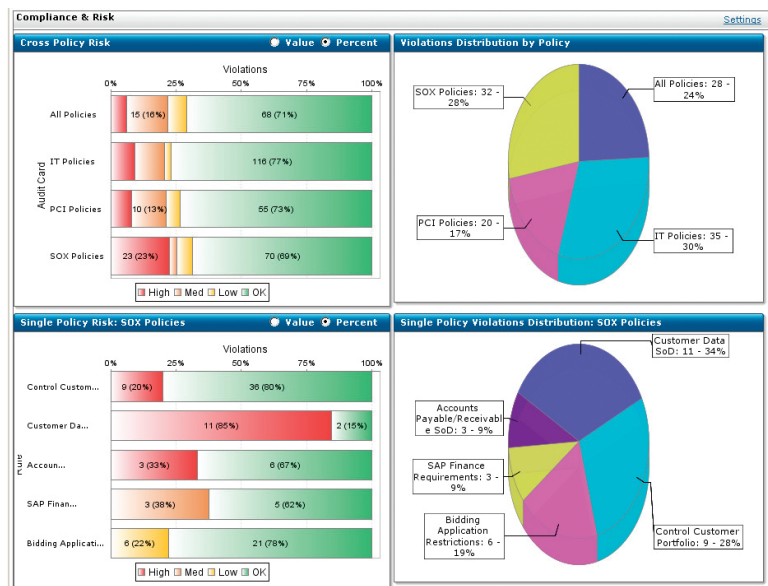 Compliance & Risk
Settings
Cross Policy Risk
Value
Percent
Violations
0%
25%
50%
75%
100%
Audit Card
All Policies
15 (16%)
68 (71%)
IT Policies
116 (77%)
PCI Policies
10 (13%)
55 (73%)
SOX Policies
23 (23%)
70 (69%)
High
Med
Low
OK
Violations Distribution by Policy
SOX Policies: 32 -
28%
All Policies: 28 -
24%
PCI Policies: 20 -
17%
IT Policies: 35 -
30%
Single Policy Risk: SOX Policies
Value
Percent
Violations
0%
25%
50%
75%
100%
Rule
Control Custom...
9 (20%)
36 (80%)
Customer Da...
11 (85%)
2 (15%)
Accoun...
3 (33%)
6 (67%)
SAP Finan...
3 (38%)
5 (62%)
Bidding Applicati...
6 (22%)
21 (78%)
High
Med
Low
OK
Single Policy Violations Distribution: SOX Policies
Customer Data
SoD: 11 - 34%
Accounts
Payable/Receivabl
e SoD: 3 - 9%
SAP Finance
Requirements: 3 -
9%
Bidding
Application
Restrictions: 6 -
19%
Control Customer
Portfolio: 9 - 28%